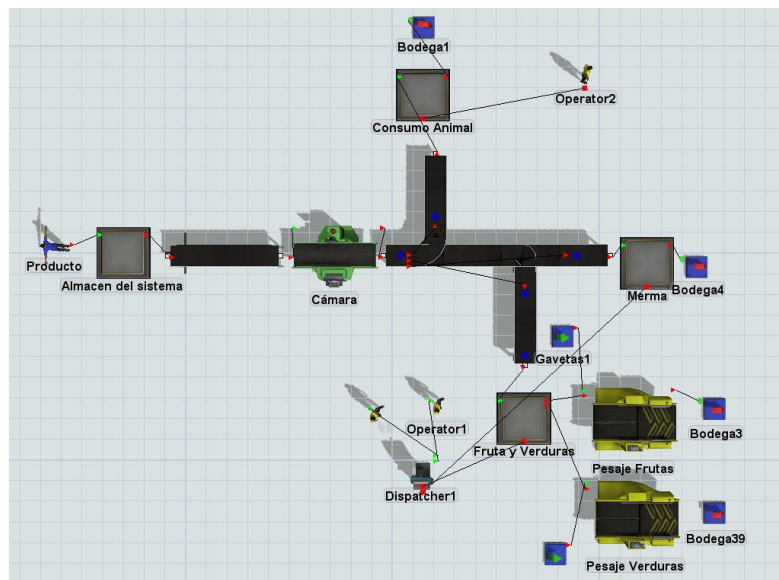 Bodega1
Operator2
Consumo Animal
Producto
Almacen del sistema
Cámara
Merma
Bodega4
Gavetas1
Operator1
Fruta y Verduras
Bodega3
Pesaje Frutas
Dispatcher1
Bodega39
Pesaje Verduras